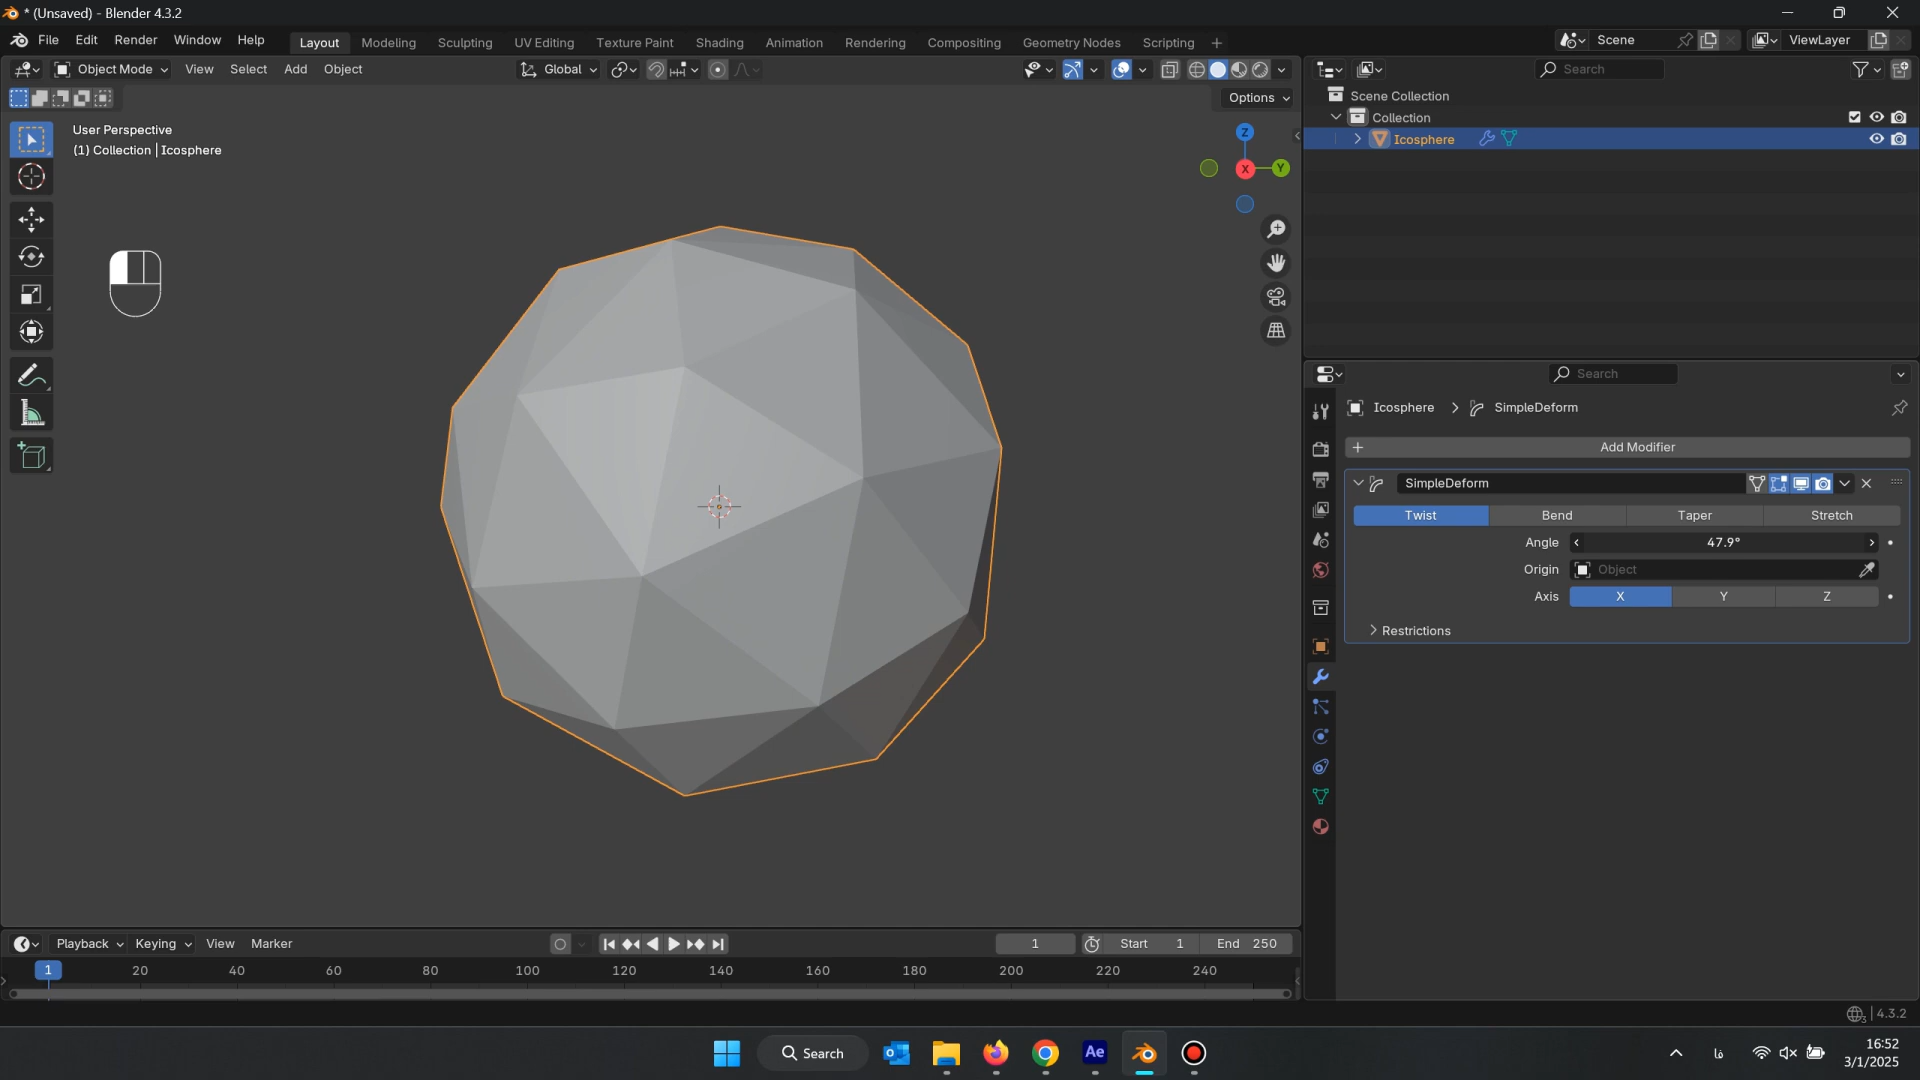 * (Unsaved) - Blender 4.3.2
File Edit Render Window Help
Layout Modeling Sculpting UV Editing Texture Paint Shading Animation Rendering Compositing Geometry Nodes Scripting +
Scene
ViewLayer
Object Mode View Select Add Object
Global
Search
Options
Scene Collection
Collection
Icosphere
User Perspective
(1) Collection | Icosphere
Z
X
Y
Search
Icosphere > SimpleDeform
+ Add Modifier
SimpleDeform
Twist Bend Taper Stretch
Angle 47.9°
Origin Object
Axis X Y Z
Restrictions
Playback Keying View Marker
1
Start 1 End 250
1 20 40 60 80 100 120 140 160 180 200 220 240
3 | 4.3.2
Search
Ae
فا
16:52
3/1/2025